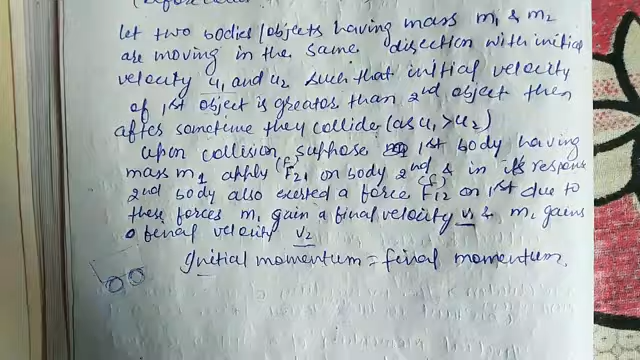 let two bodies/objects having mass m1 & m2
are moving in the same direction with initial
velocity u1 and u2 such that initial velocity
of 1st object is greator than 2nd object then
after sometime they collide (as u1 > u2)
upon collision suppose 1st body having
mass m1 apply (F) F21 on body 2nd & in its response
2nd body also exerted a force (F) F12 on 1st due to
these forces m1 gain a final velocity v1 & m2 gains
a final velocity v2
Initial momentum = final momentum.